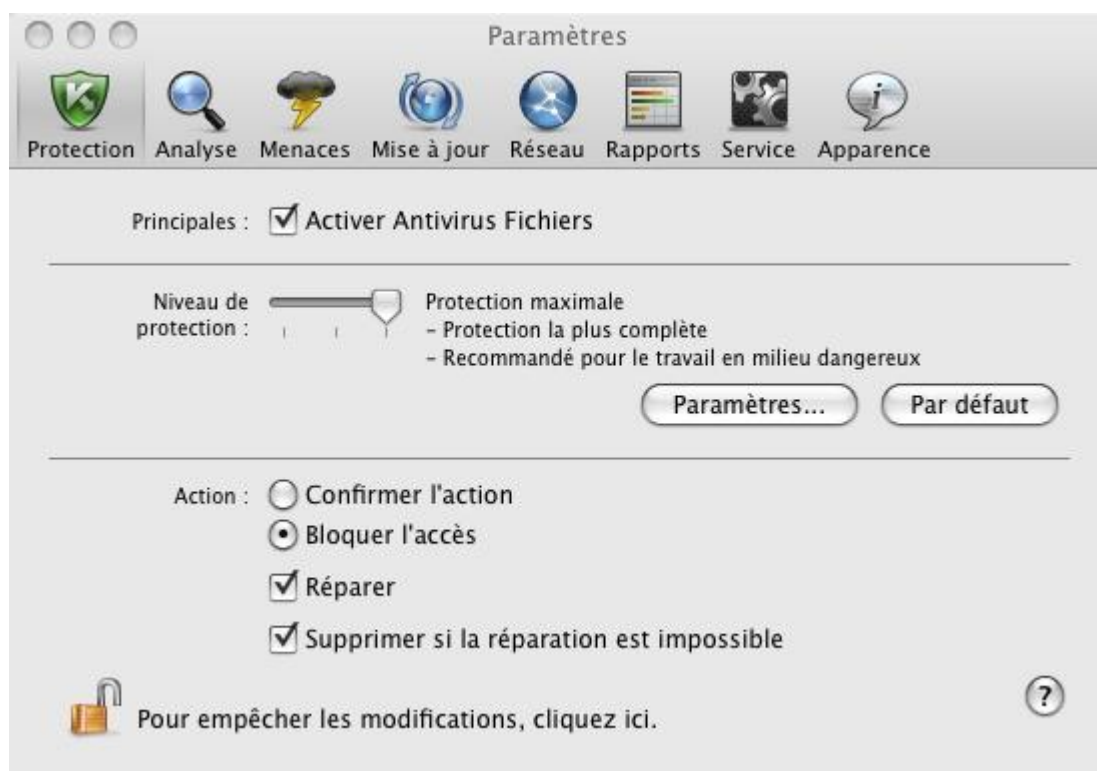 Paramètres
Protection Analyse Menaces Mise à jour Réseau Rapports Service Apparence
Principales : Activer Antivirus Fichiers
Niveau de protection :
Protection maximale
- Protection la plus complète
- Recommandé pour le travail en milieu dangereux
Paramètres... Par défaut
Action : Confirmer l'action
Bloquer l'accès
Réparer
Supprimer si la réparation est impossible
Pour empêcher les modifications, cliquez ici.
?